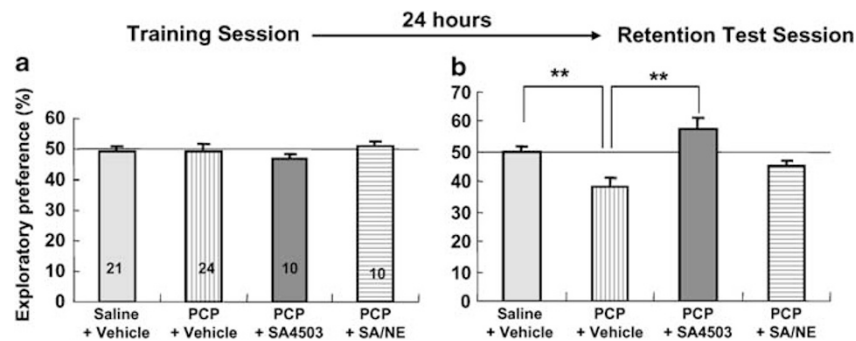 24 hours
Training Session Retention Test Session
a
Exploratory preference (%)
60
50
40
30
20
10
0
21 24 10 10
Saline PCP PCP PCP
+ Vehicle + Vehicle + SA4503 + SA/NE
b
** **
70
60
50
40
30
20
10
0
Saline PCP PCP PCP
+ Vehicle + Vehicle + SA4503 + SA/NE